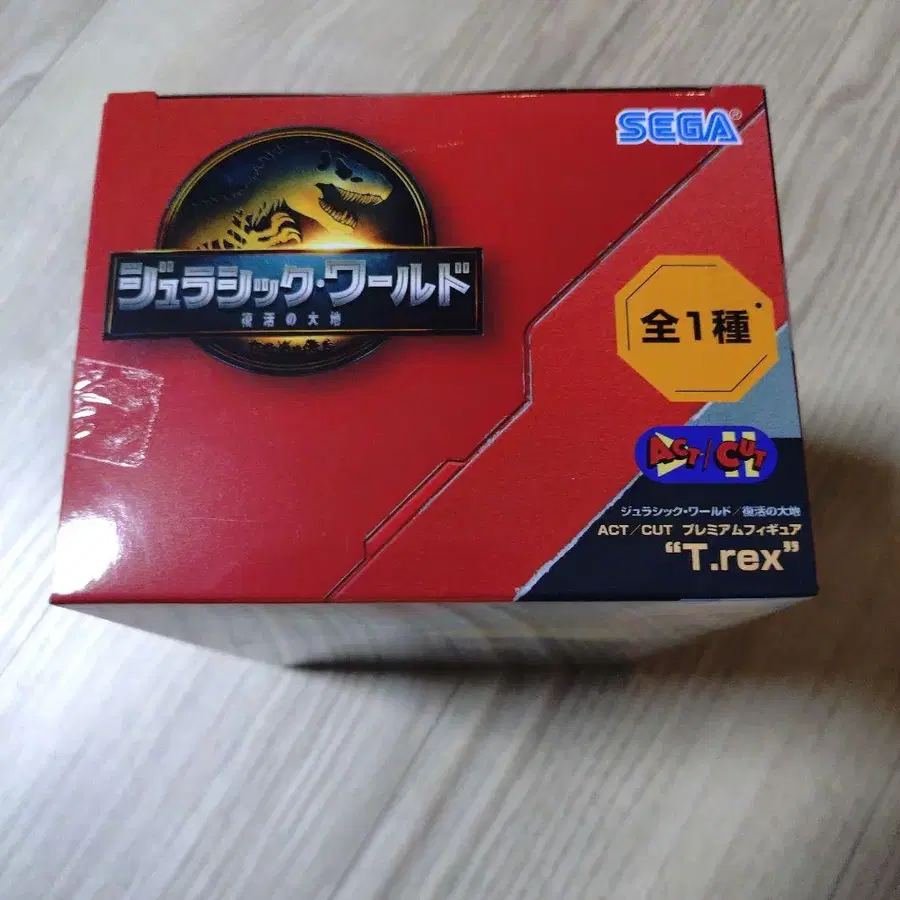 SEGA®
ジュラシック・ワールド
復活の大地
全1種
ACT/CUT
ジュラシック・ワールド/復活の大地
ACT/CUT プレミアムフィギュア
“T.rex”